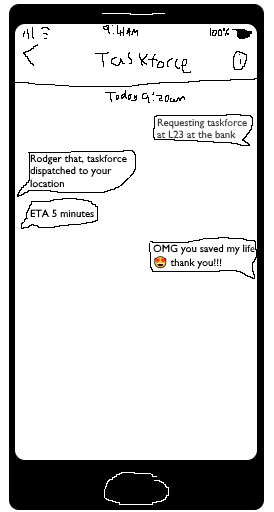 9:41AM 100%
Taskforce
Today 9:20am
Requesting taskforce
at L23 at the bank
Rodger that, taskforce
dispatched to your
location
ETA 5 minutes
OMG you saved my life
😍 thank you!!!